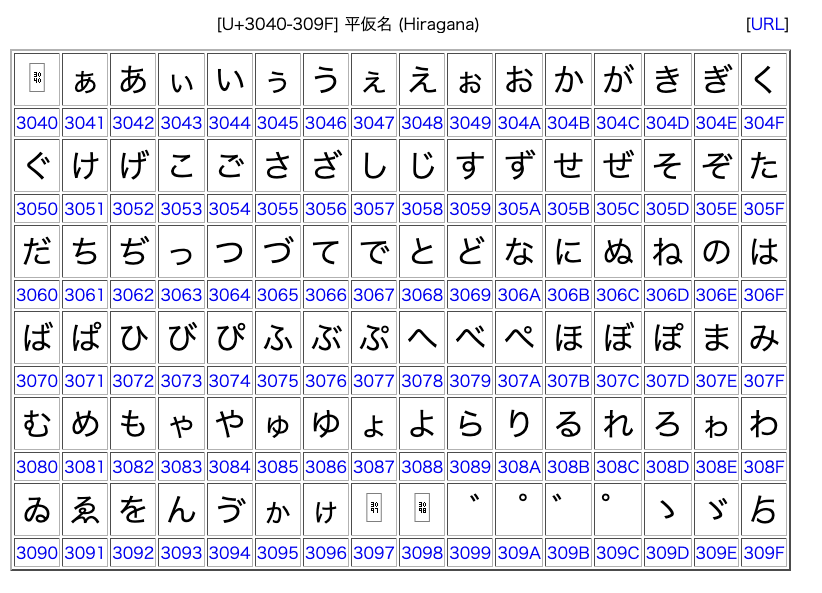 [U+3040-309F] 平仮名 (Hiragana) [URL]
ぁ あ ぃ い ぅ う ぇ え ぉ お か が き ぎ く
3040 3041 3042 3043 3044 3045 3046 3047 3048 3049 304A 304B 304C 304D 304E 304F
ぐ け げ こ ご さ ざ し じ す ず せ ぜ そ ぞ た
3050 3051 3052 3053 3054 3055 3056 3057 3058 3059 305A 305B 305C 305D 305E 305F
だ ち ぢ っ つ づ て で と ど な に ぬ ね の は
3060 3061 3062 3063 3064 3065 3066 3067 3068 3069 306A 306B 306C 306D 306E 306F
ば ぱ ひ び ぴ ふ ぶ ぷ へ べ ぺ ほ ぼ ぽ ま み
3070 3071 3072 3073 3074 3075 3076 3077 3078 3079 307A 307B 307C 307D 307E 307F
む め も ゃ や ゅ ゆ ょ よ ら り る れ ろ ゎ わ
3080 3081 3082 3083 3084 3085 3086 3087 3088 3089 308A 308B 308C 308D 308E 308F
ゐ ゑ を ん ゔ ゕ ゖ 3097 3098 ゙ ゚ ゛ ゜ ゝ ゞ ゟ
3090 3091 3092 3093 3094 3095 3096 3097 3098 3099 309A 309B 309C 309D 309E 309F